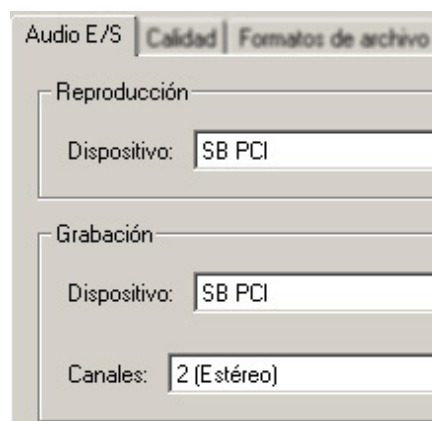 Audio E/S Calidad Formatos de archivo
Reproducción
Dispositivo: SB PCI
Grabación
Dispositivo: SB PCI
Canales: 2 (Estéreo)